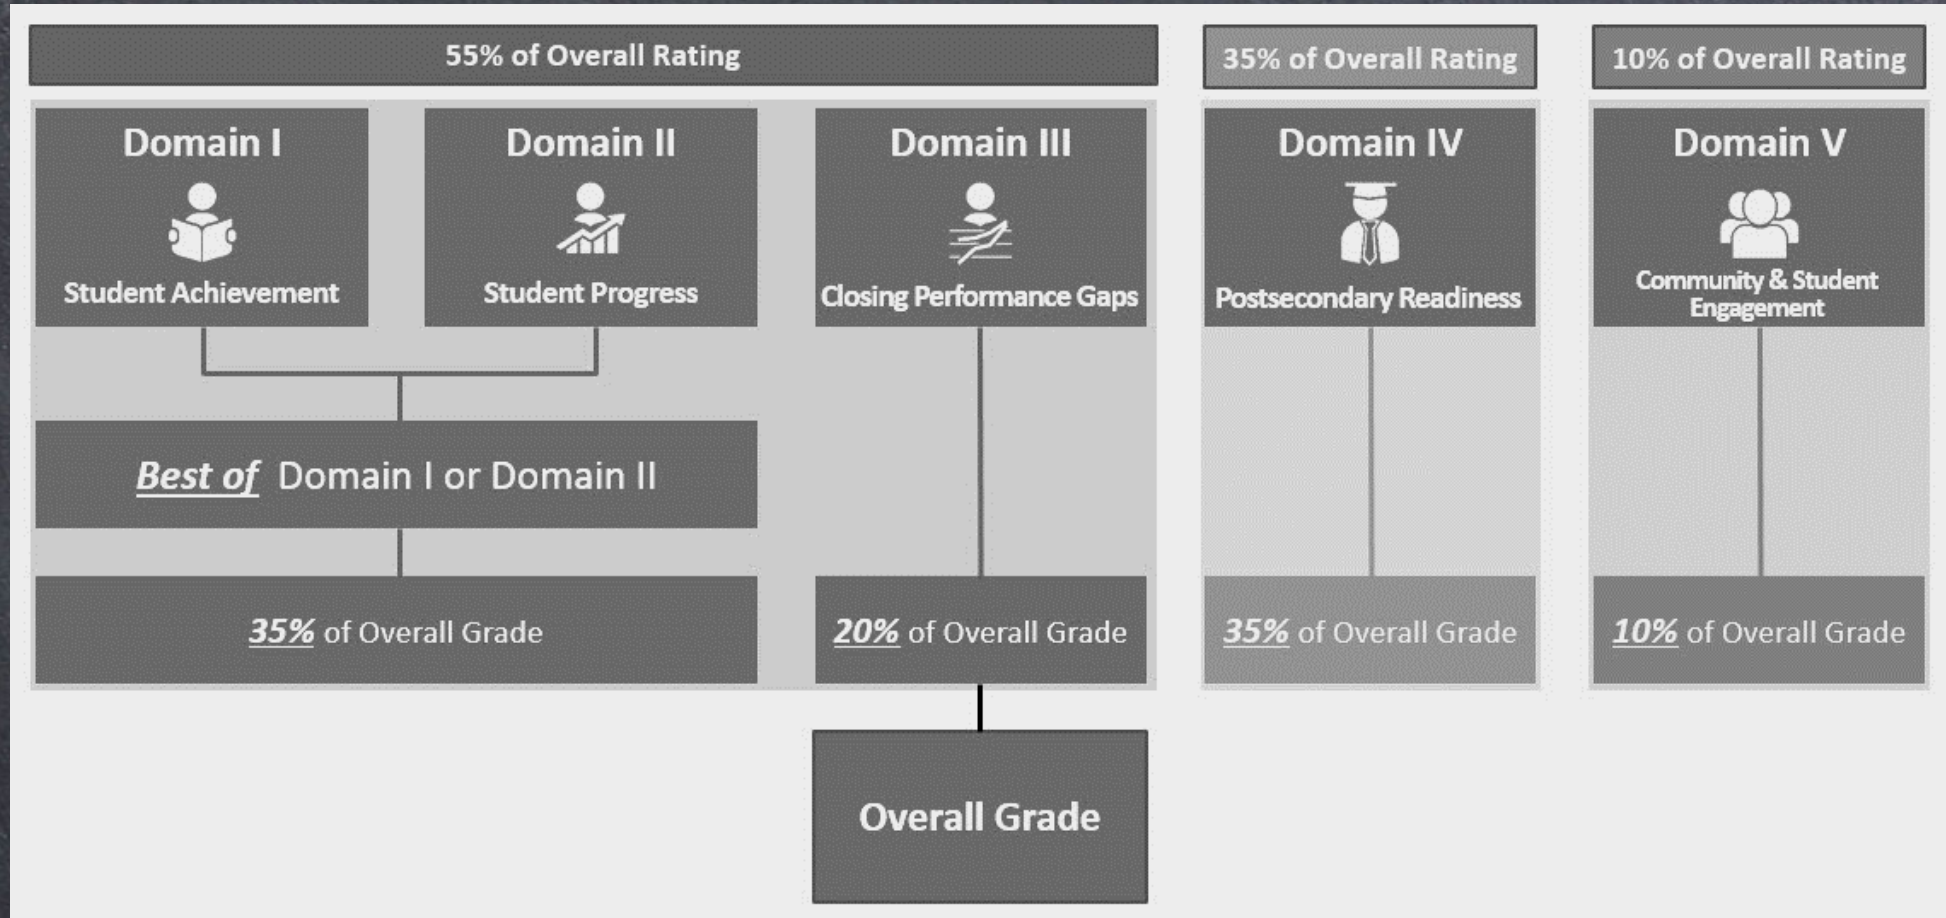 55% of Overall Rating
35% of Overall Rating
10% of Overall Rating
Domain I
Student Achievement
Domain II
Student Progress
Domain III
Closing Performance Gaps
Domain IV
Postsecondary Readiness
Domain V
Community & Student
Engagement
Best of Domain I or Domain II
35% of Overall Grade
20% of Overall Grade
35% of Overall Grade
10% of Overall Grade
Overall Grade